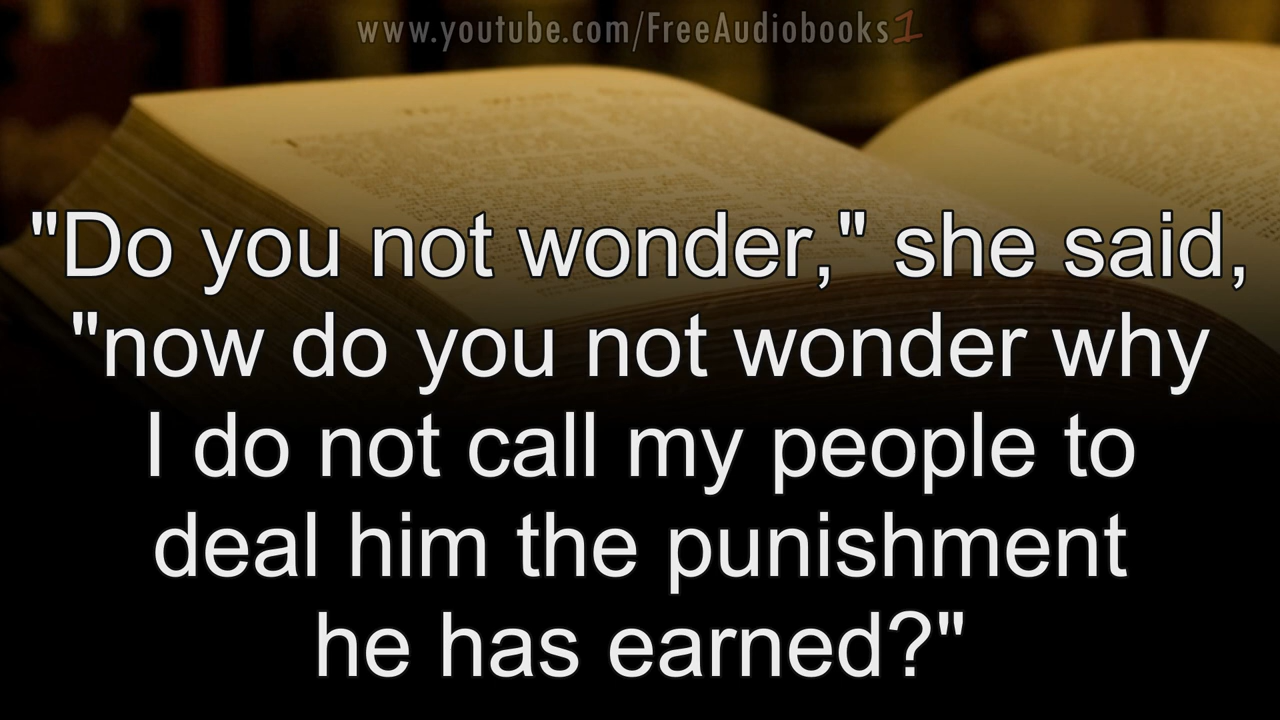 www.youtube.com/FreeAudiobooks1
"Do you not wonder," she said,
"now do you not wonder why
I do not call my people to
deal him the punishment
he has earned?"